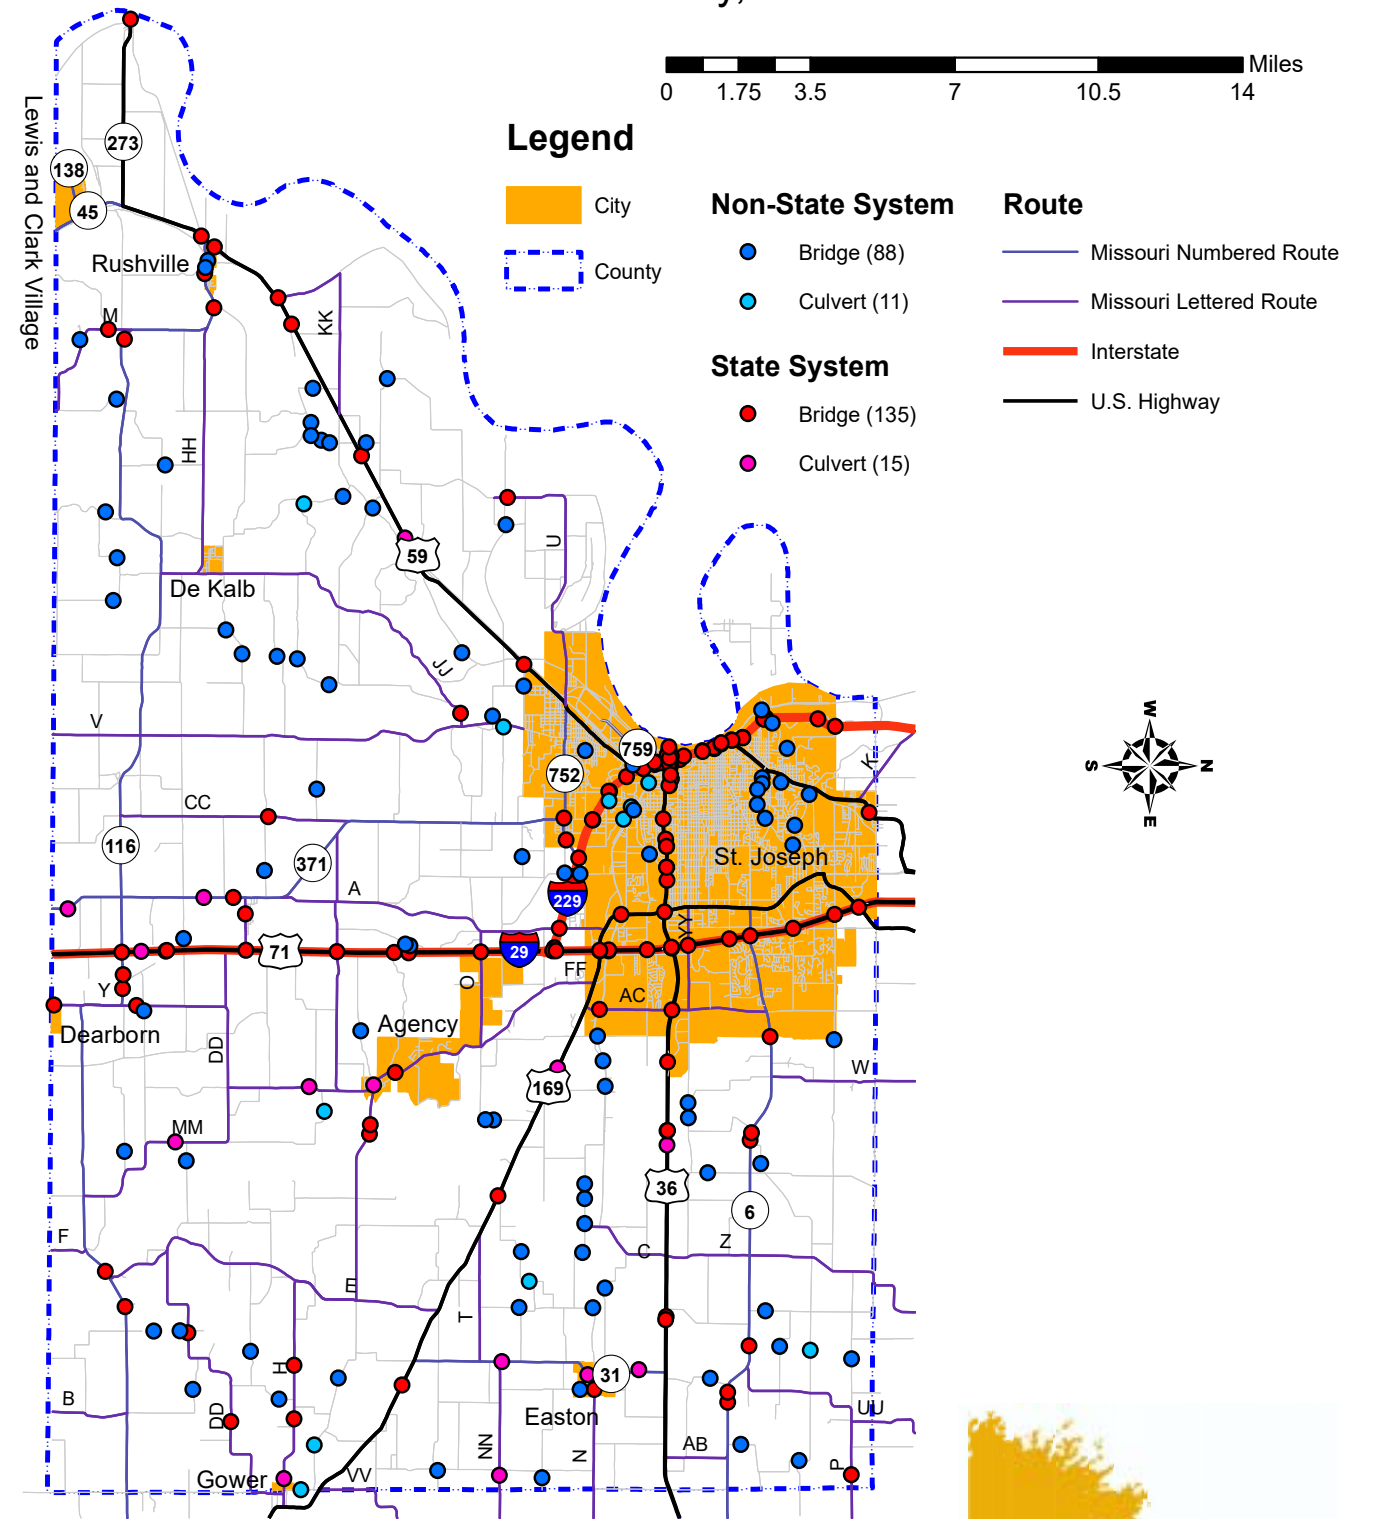 y,
Miles
0 1.75 3.5 7 10.5 14
Legend
City
County
Non-State System
Bridge (88)
Culvert (11)
State System
Bridge (135)
Culvert (15)
Route
Missouri Numbered Route
Missouri Lettered Route
Interstate
U.S. Highway
Lewis and Clark Village
273
138
45
Rushville
M
KK
HH
59
U
De Kalb
JJ
V
759
752
K
W
S
N
E
CC
116
371
St. Joseph
A
229
YY
71
29
FF
O
Y
AC
Dearborn
Agency
DD
W
169
MM
36
6
F
C
Z
E
T
H
31
B
DD
Easton
UU
NN
N
AB
P
Gower
VV